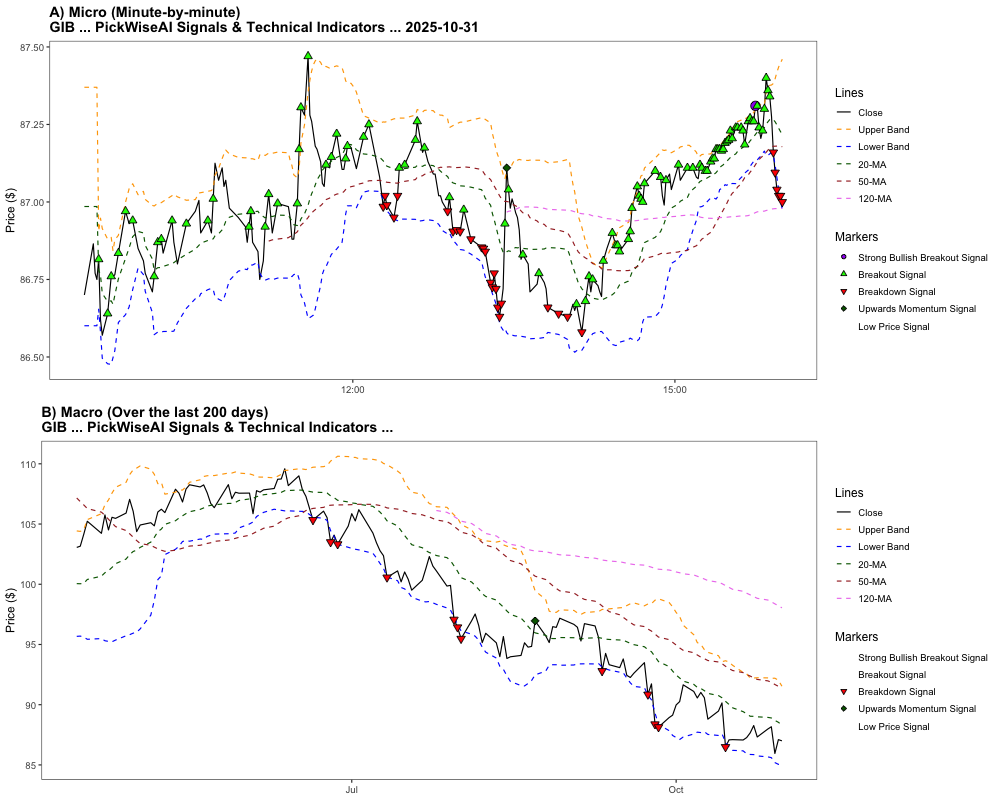 A) Micro (Minute-by-minute)
GIB ... PickWiseAI Signals & Technical Indicators ... 2025-10-31
Price ($)
87.50
87.25
87.00
86.75
86.50
12:00
15:00
Lines
Close
Upper Band
Lower Band
20-MA
50-MA
120-MA
Markers
Strong Bullish Breakout Signal
Breakout Signal
Breakdown Signal
Upwards Momentum Signal
Low Price Signal
B) Macro (Over the last 200 days)
GIB ... PickWiseAI Signals & Technical Indicators ...
Price ($)
110
105
100
95
90
85
Jul
Oct
Lines
Close
Upper Band
Lower Band
20-MA
50-MA
120-MA
Markers
Strong Bullish Breakout Signal
Breakout Signal
Breakdown Signal
Upwards Momentum Signal
Low Price Signal